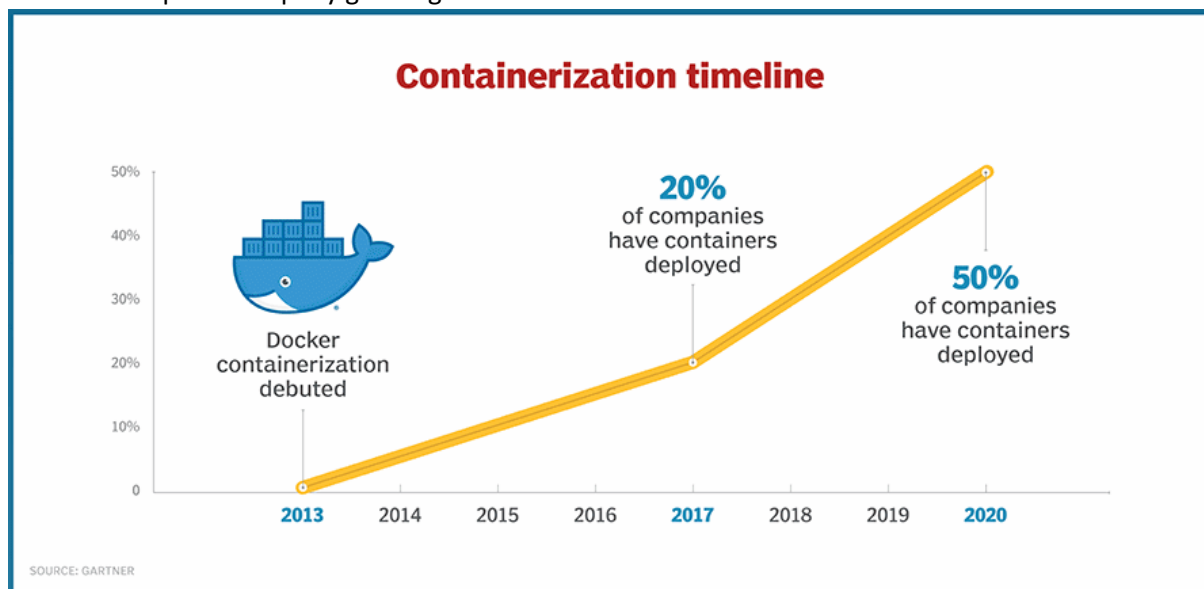 Containerization timeline
50%
40%
30%
20%
10%
0
Docker
containerization
debuted
20%
of companies
have containers
deployed
50%
of companies
have containers
deployed
2013 2014 2015 2016 2017 2018 2019 2020
SOURCE: GARTNER